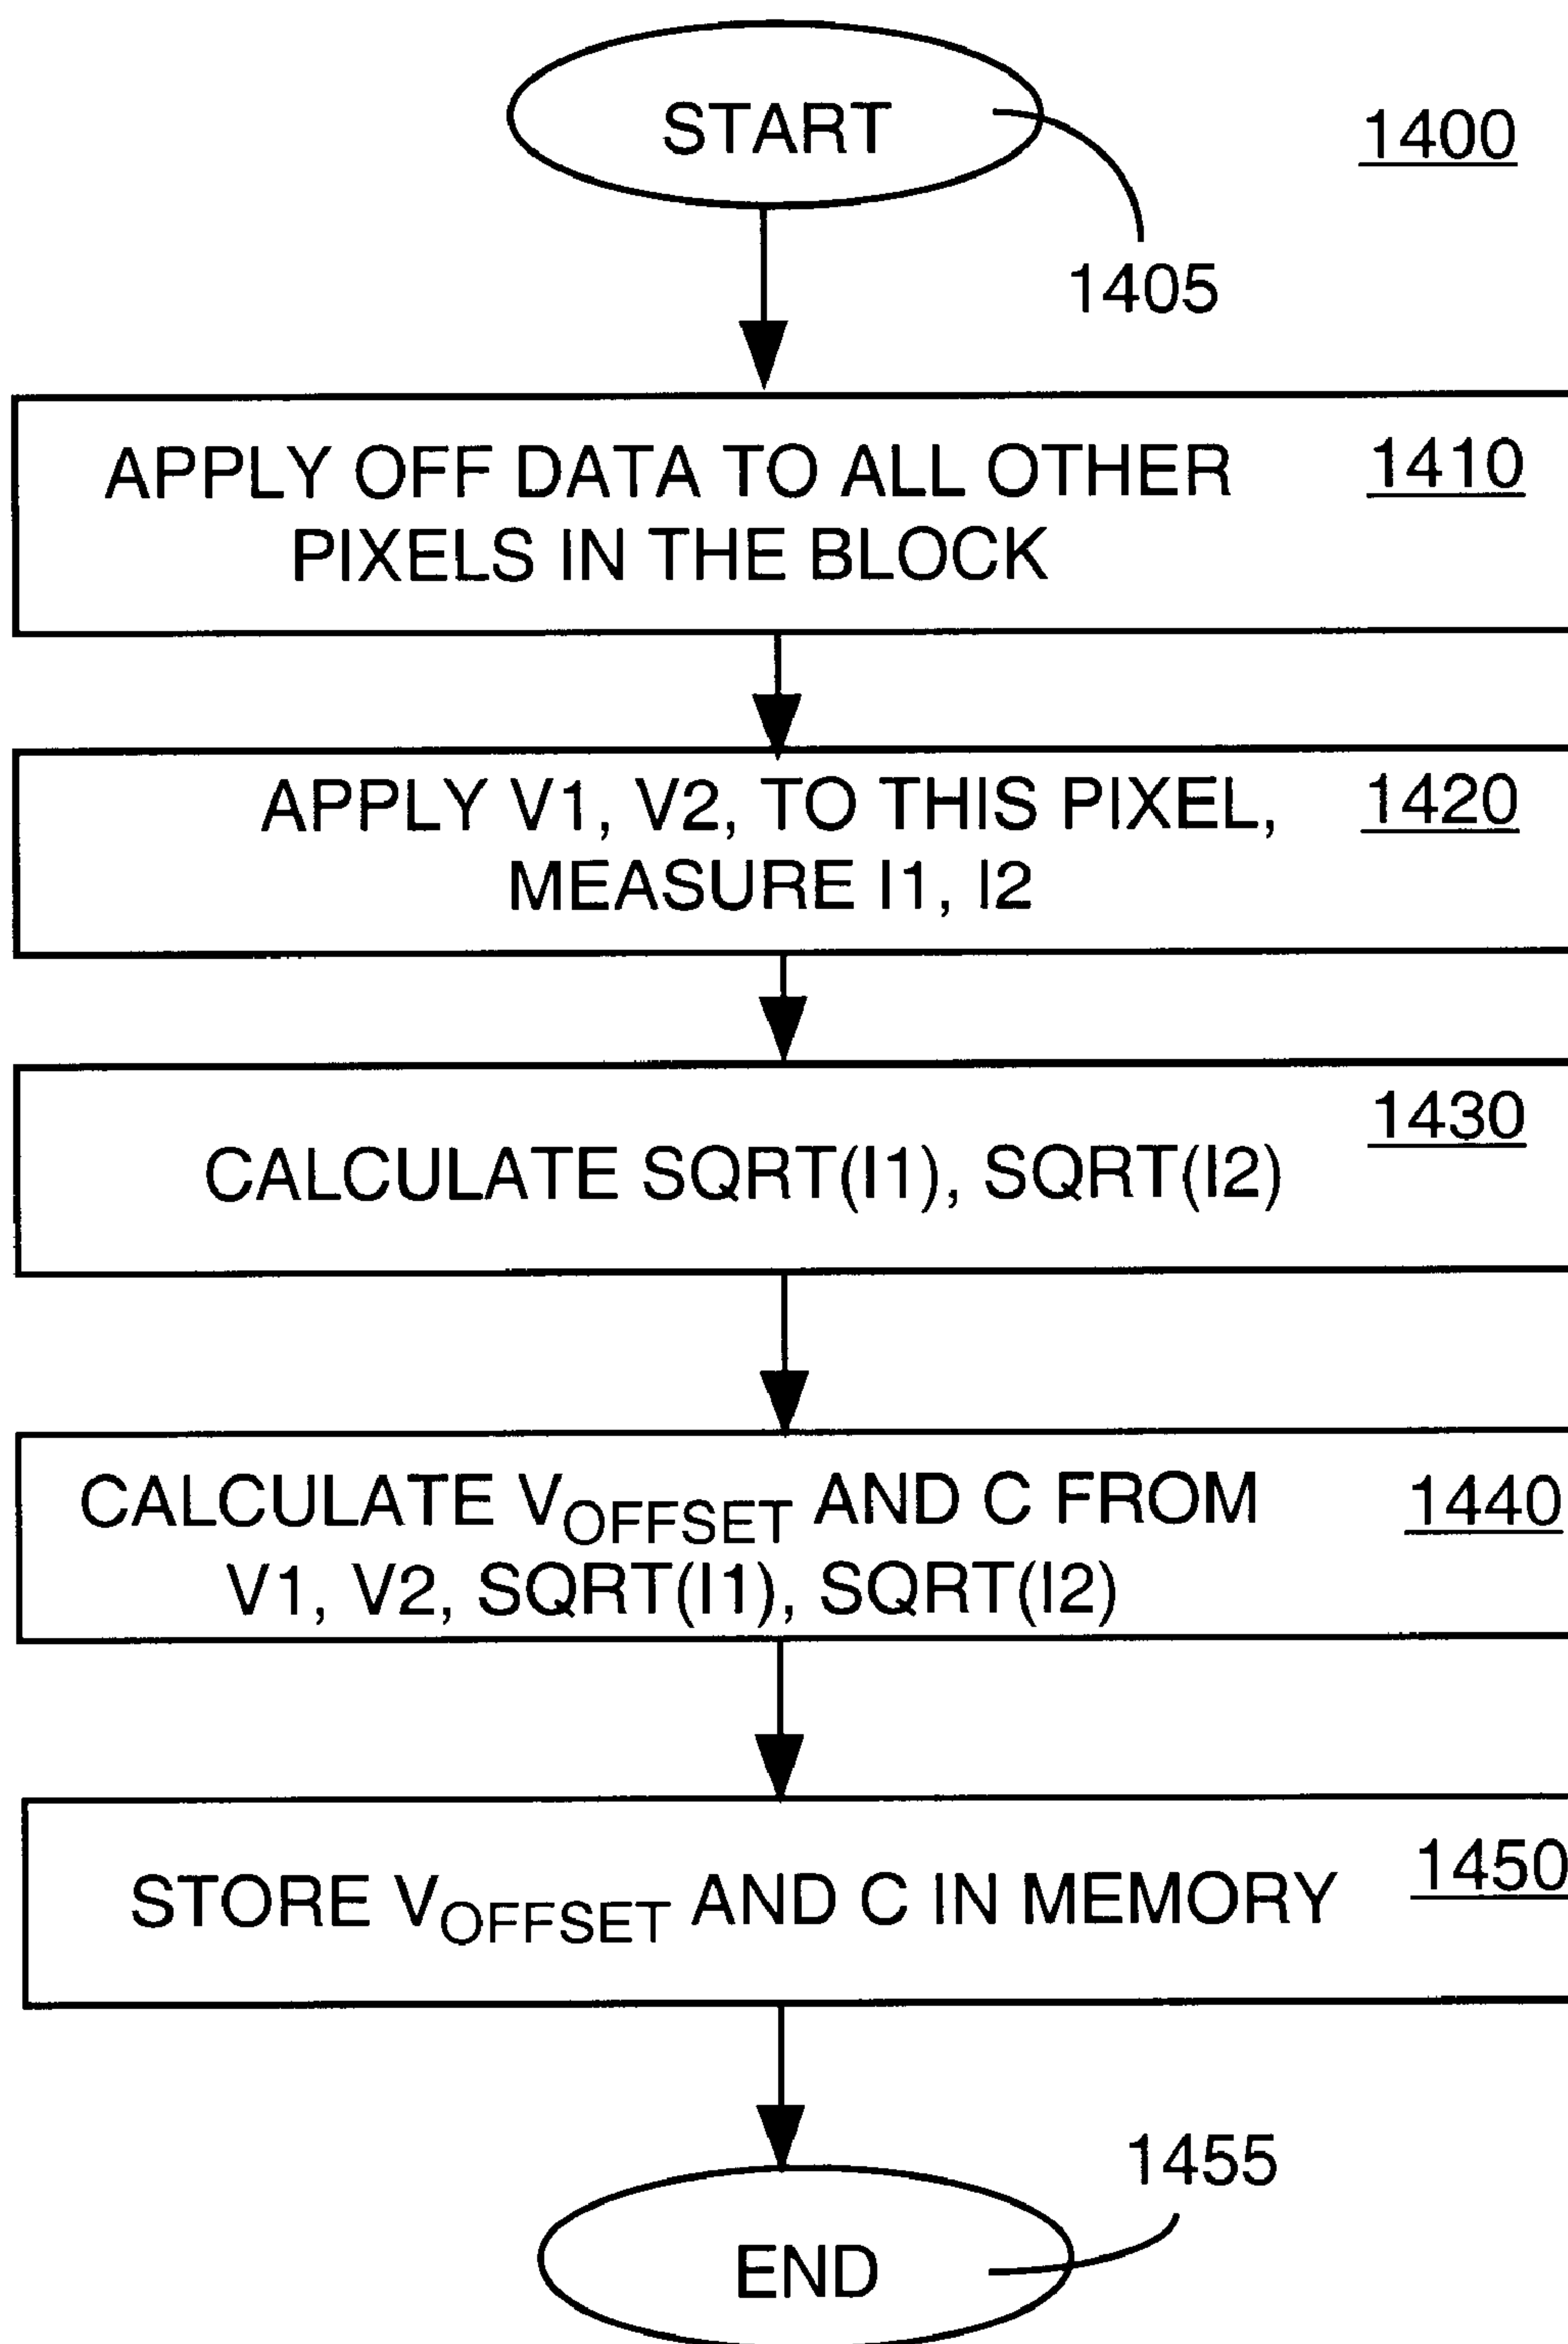 START
1400
1405
APPLY OFF DATA TO ALL OTHER
1410
PIXELS IN THE BLOCK
APPLY V1, V2, TO THIS PIXEL,
1420
MEASURE I1, I2
1430
CALCULATE SQRT(I1), SQRT(I2)
CALCULATE VOFFSET AND C FROM
1440
V1, V2, SQRT(I1), SQRT(I2)
STORE VOFFSET AND C IN MEMORY
1450
1455
END